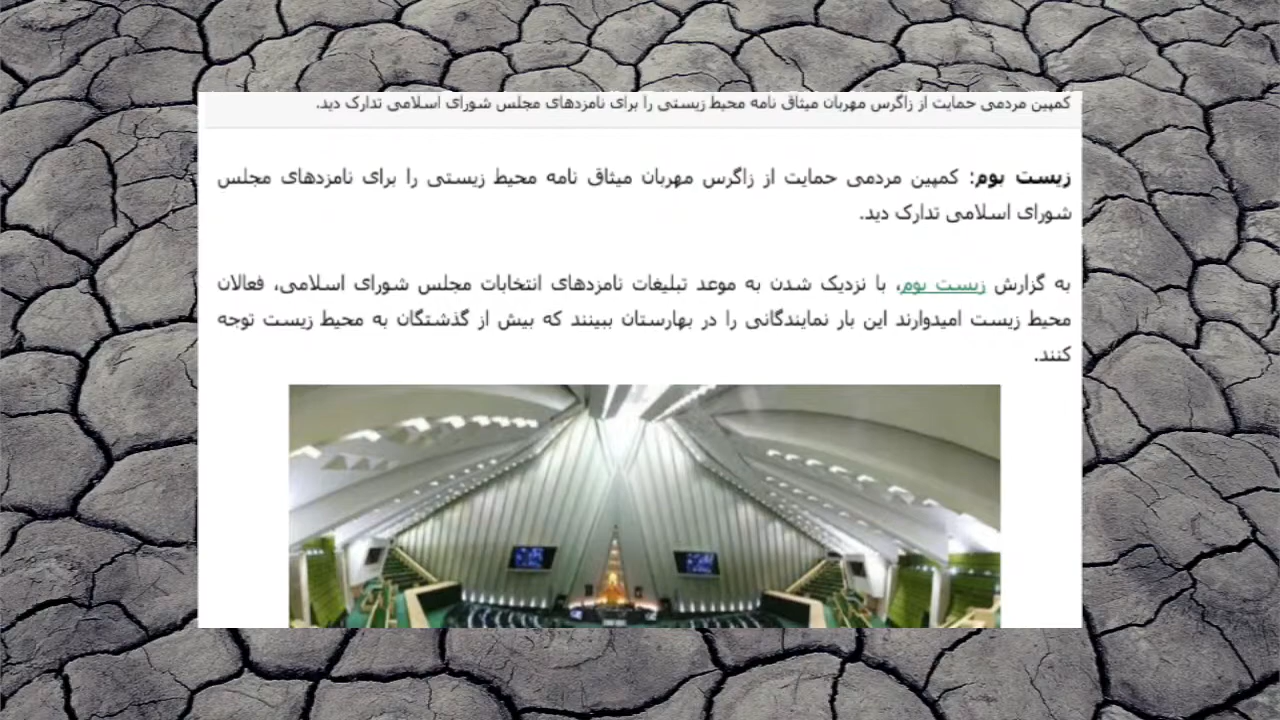 کمپین مردمی حمایت از زاگرس مهربان میثاق نامه محیط زیستی را برای نامزدهای مجلس شورای اسلامی تدارک دید.
زیست بوم: کمپین مردمی حمایت از زاگرس مهربان میثاق نامه محیط زیستی را برای نامزدهای مجلس
شورای اسلامی تدارک دید.
به گزارش زیست بوم، با نزدیک شدن به موعد تبلیغات نامزدهای انتخابات مجلس شورای اسلامی، فعالان
محیط زیست امیدوارند این بار نمایندگانی را در بهارستان ببینند که بیش از گذشتگان به محیط زیست توجه
کنند.